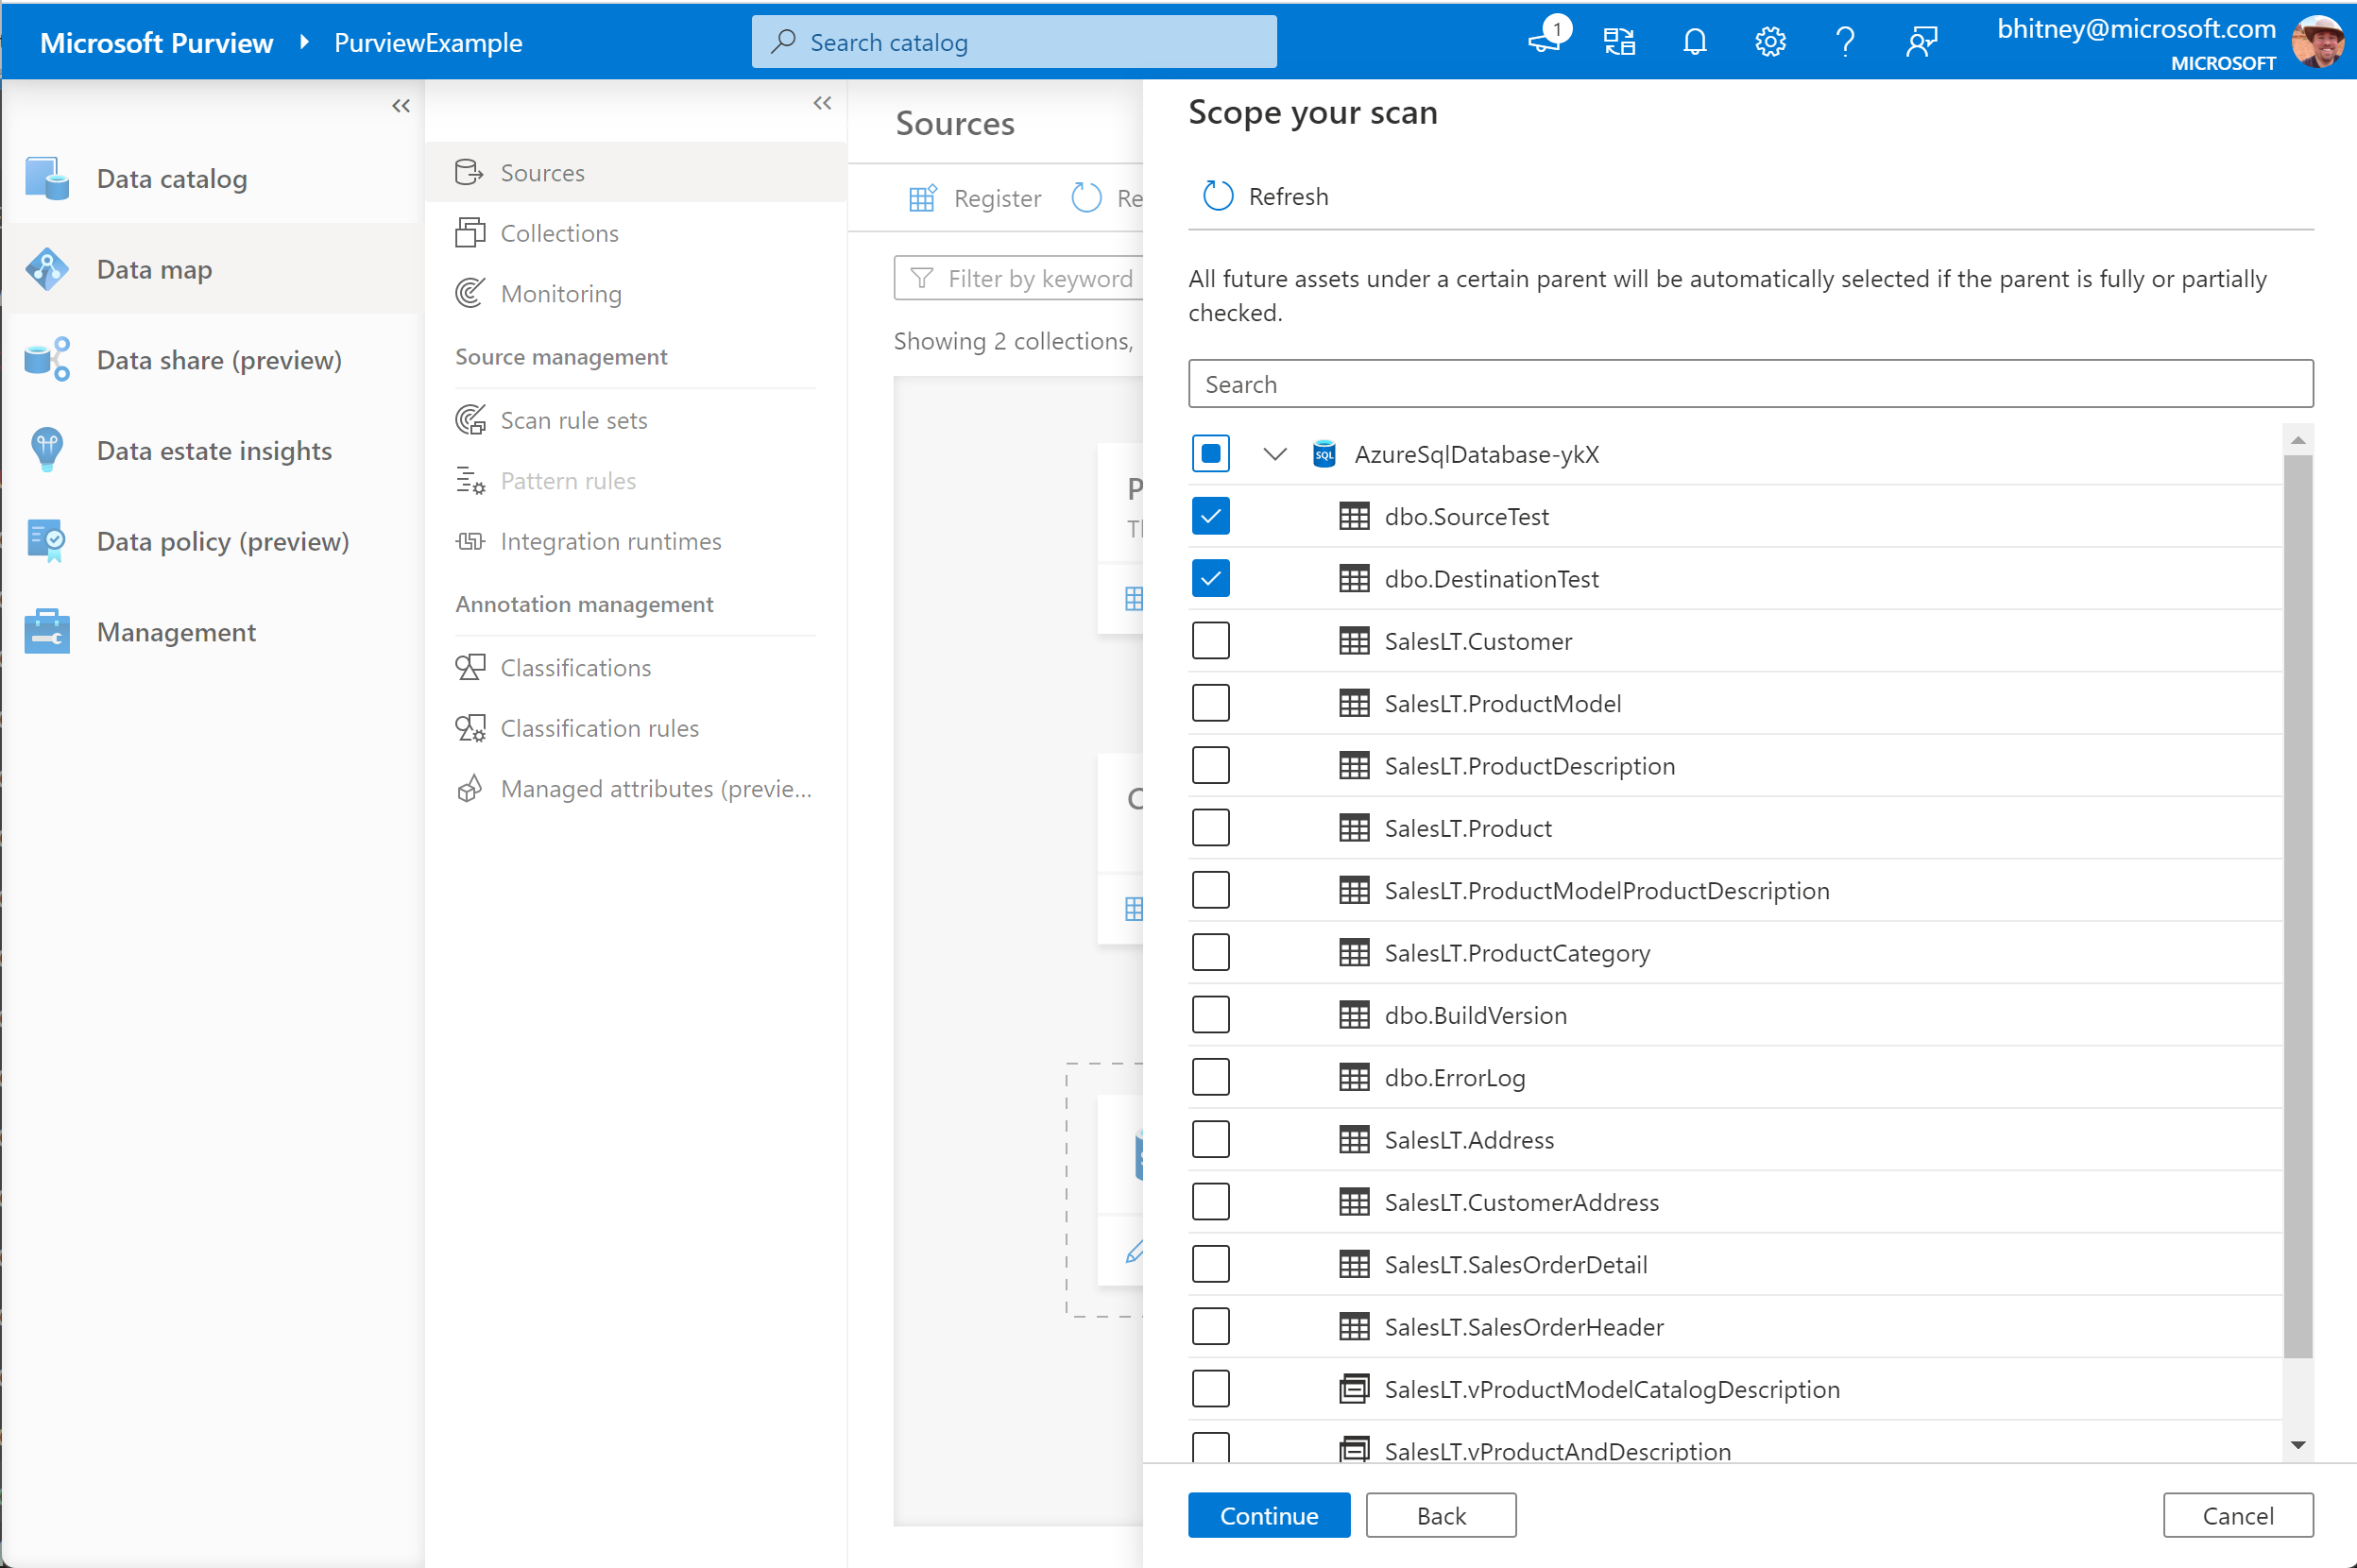 Microsoft Purview
PurviewExample
Search catalog
1
bhitney@microsoft.com
MICROSOFT
Data catalog
Data map
Data share (preview)
Data estate insights
Data policy (preview)
Management
Sources
Collections
Monitoring
Source management
Scan rule sets
Pattern rules
Integration runtimes
Annotation management
Classifications
Classification rules
Managed attributes (previe...
Sources
Register
Re
Filter by keyword
Showing 2 collections,
P
Th
C
Scope your scan
Refresh
All future assets under a certain parent will be automatically selected if the parent is fully or partially
checked.
Search
SQL
AzureSqlDatabase-ykX
dbo.SourceTest
dbo.DestinationTest
SalesLT.Customer
SalesLT.ProductModel
SalesLT.ProductDescription
SalesLT.Product
SalesLT.ProductModelProductDescription
SalesLT.ProductCategory
dbo.BuildVersion
dbo.ErrorLog
SalesLT.Address
SalesLT.CustomerAddress
SalesLT.SalesOrderDetail
SalesLT.SalesOrderHeader
SalesLT.vProductModelCatalogDescription
SalesLT.vProductAndDescription
Continue
Back
Cancel